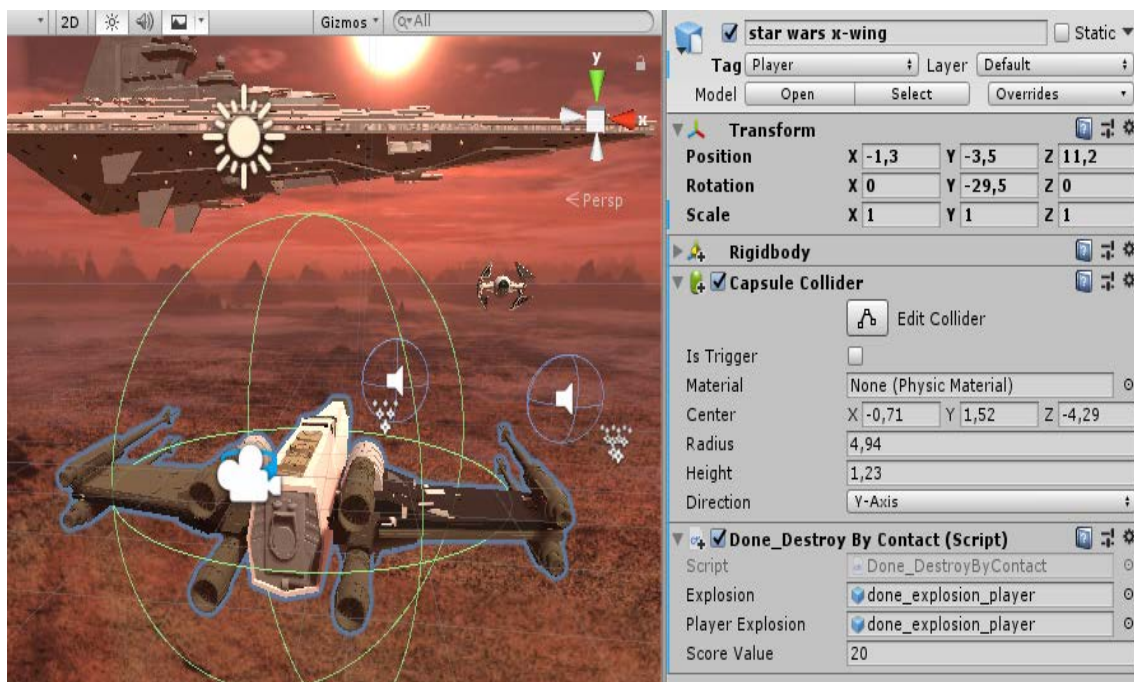 2D Gizmos All
y
x
Persp
star wars x-wing Static
Tag Player Layer Default
Model Open Select Overrides
Transform
Position X -1,3 Y -3,5 Z 11,2
Rotation X 0 Y -29,5 Z 0
Scale X 1 Y 1 Z 1
Rigidbody
Capsule Collider
Edit Collider
Is Trigger
Material None (Physic Material)
Center X -0,71 Y 1,52 Z -4,29
Radius 4,94
Height 1,23
Direction Y-Axis
Done_Destroy By Contact (Script)
Script Done_DestroyByContact
Explosion done_explosion_player
Player Explosion done_explosion_player
Score Value 20